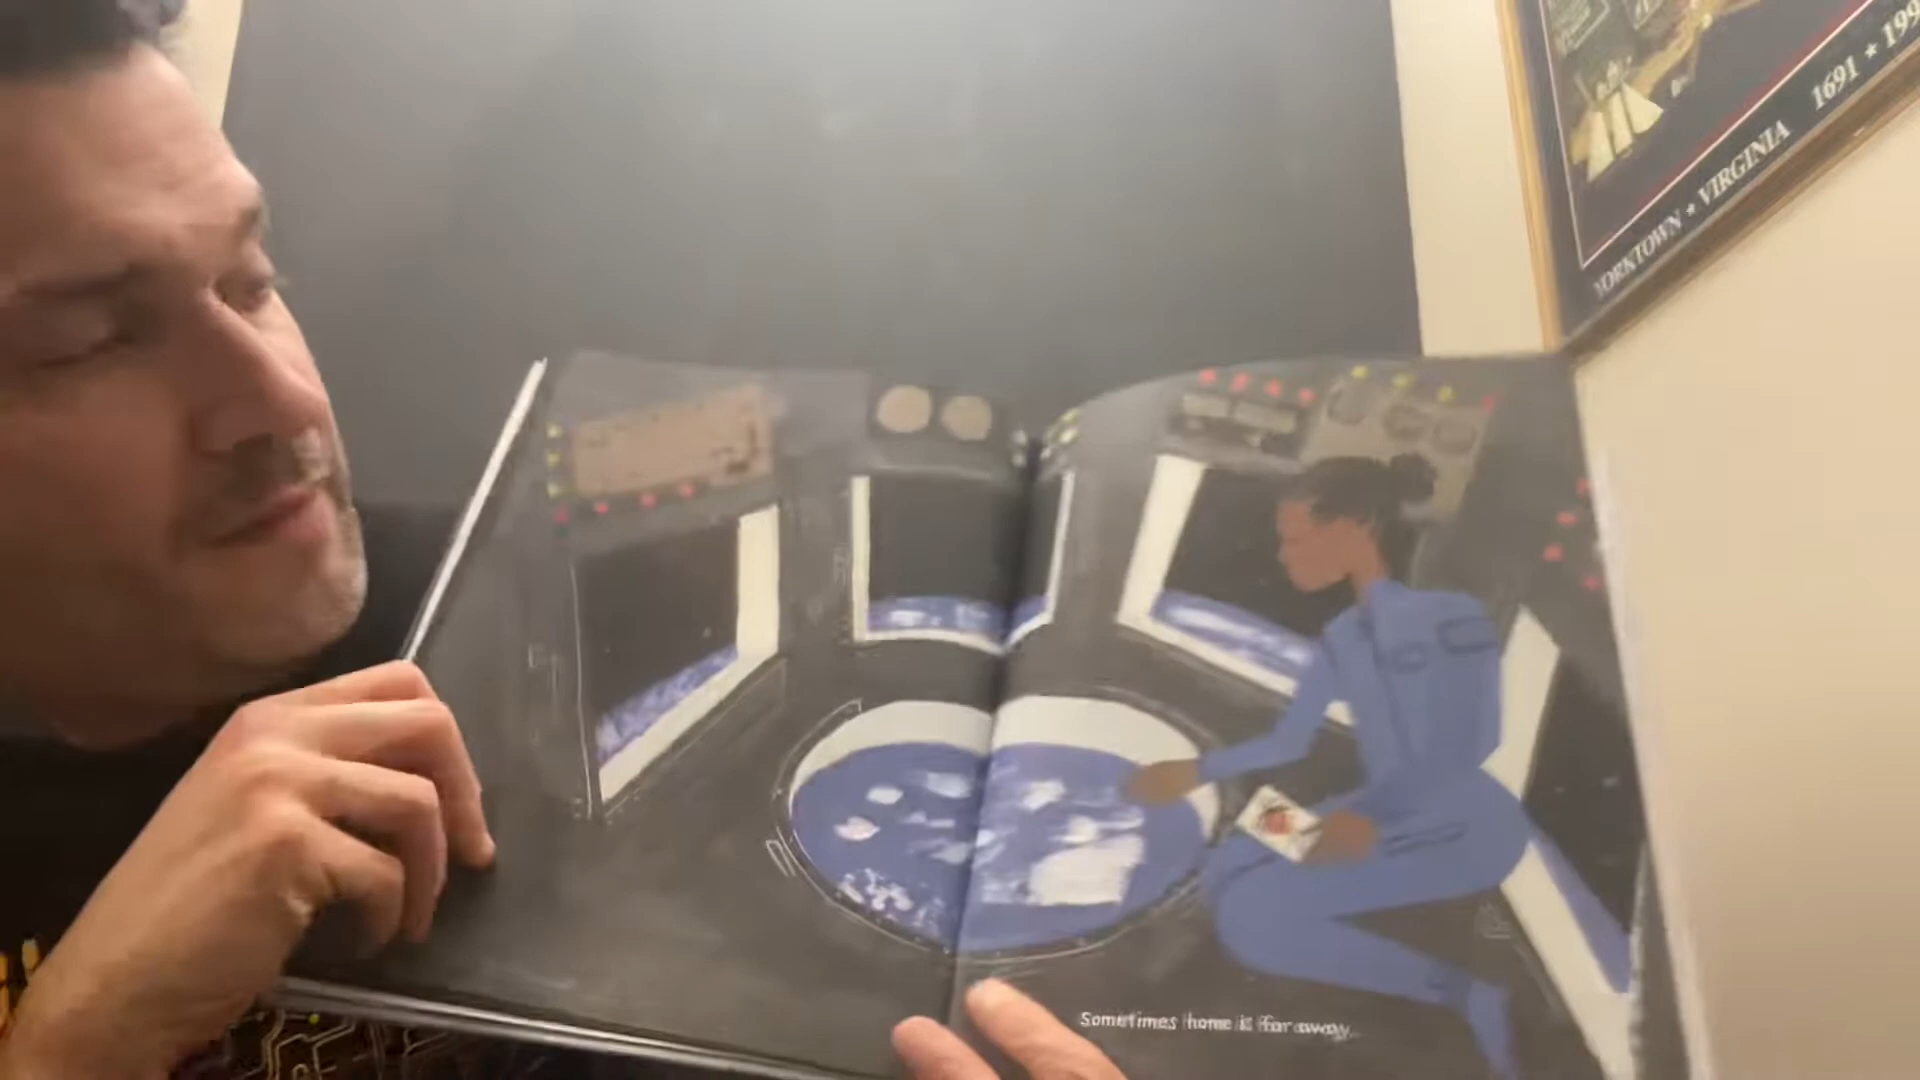 YORKTOWN ★ VIRGINIA 1691 ★ 199
Sometimes home is far away.